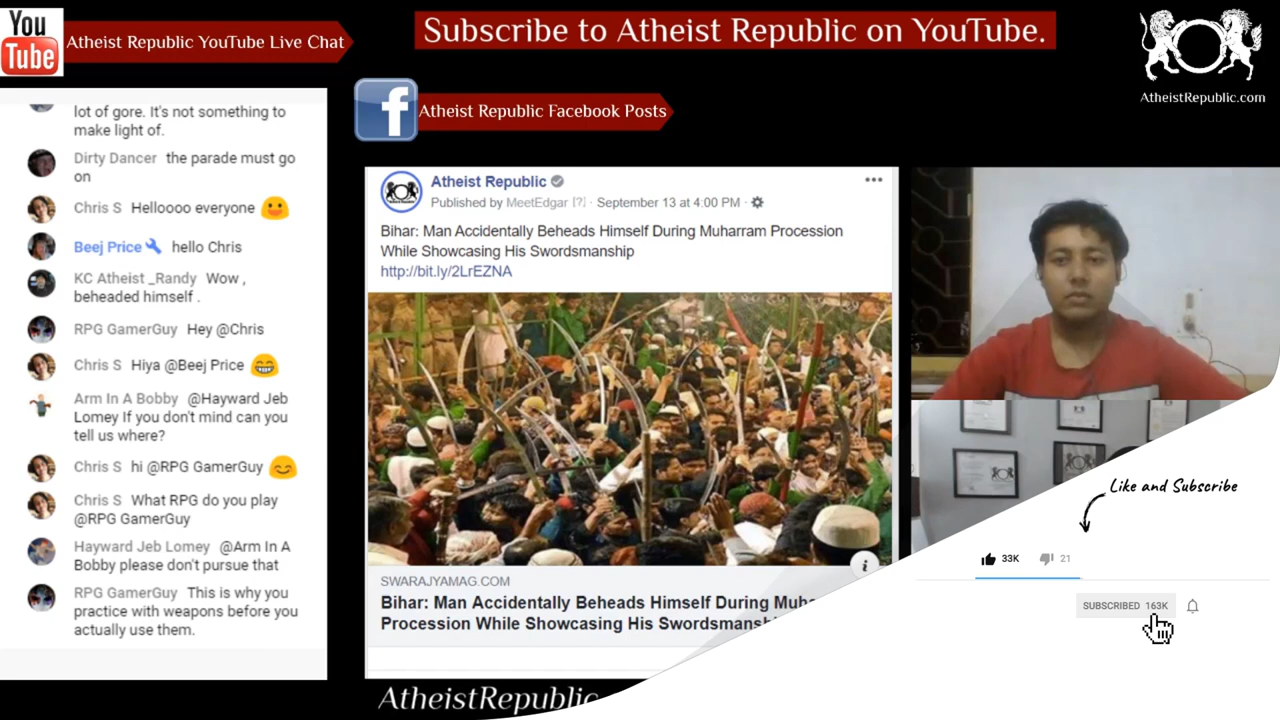 You
Tube
Atheist Republic YouTube Live Chat
Subscribe to Atheist Republic on YouTube.
AtheistRepublic.com
f
Atheist Republic Facebook Posts
lot of gore. It's not something to
make light of.
Dirty Dancer the parade must go
on
Chris S Helloooo everyone
Beej Price hello Chris
KC Atheist _Randy Wow ,
beheaded himself .
RPG GamerGuy Hey @Chris
Chris S Hiya @Beej Price
Arm In A Bobby @Hayward Jeb
Lomey If you don't mind can you
tell us where?
Chris S hi @RPG GamerGuy
Chris S What RPG do you play
@RPG GamerGuy
Hayward Jeb Lomey @Arm In A
Bobby please don't pursue that
RPG GamerGuy This is why you
practice with weapons before you
actually use them.
Atheist Republic
Published by MeetEdgar [?] · September 13 at 4:00 PM ·
Bihar: Man Accidentally Beheads Himself During Muharram Procession
While Showcasing His Swordsmanship
http://bit.ly/2LrEZNA
i
SWARAJYAMAG.COM
Bihar: Man Accidentally Beheads Himself During Muha
Procession While Showcasing His Swordsmanshi
AtheistRepublic
Like and Subscribe
33K 21
SUBSCRIBED 163K